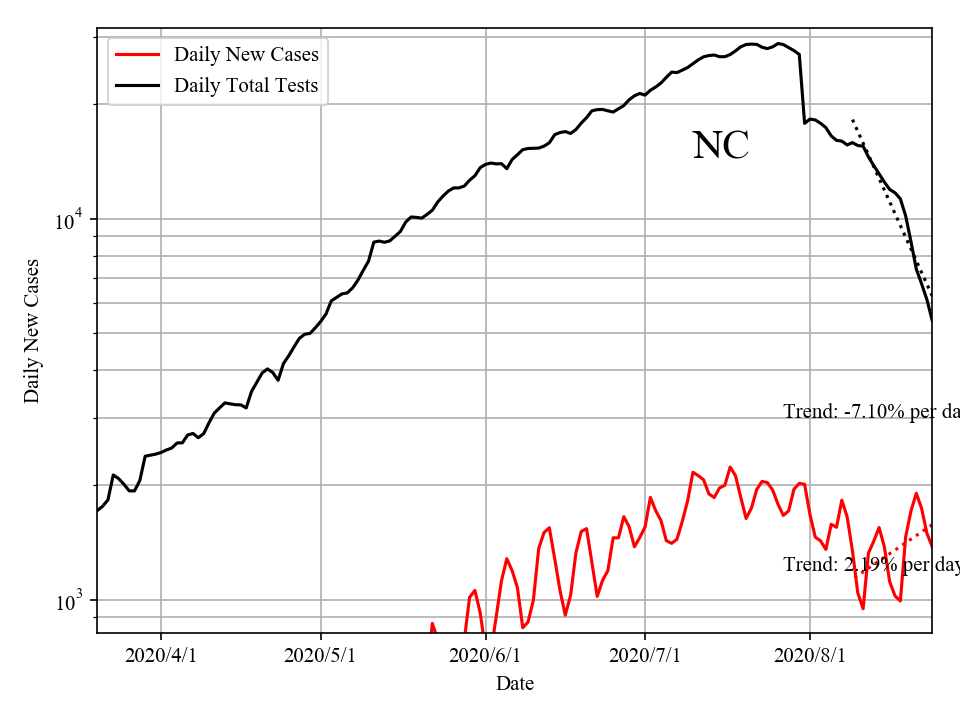 Daily New Cases
Daily Total Tests
NC
10^4
10^3
Daily New Cases
Trend: -7.10% per da
Trend: 2.19% per day
2020/4/1
2020/5/1
2020/6/1
2020/7/1
2020/8/1
Date